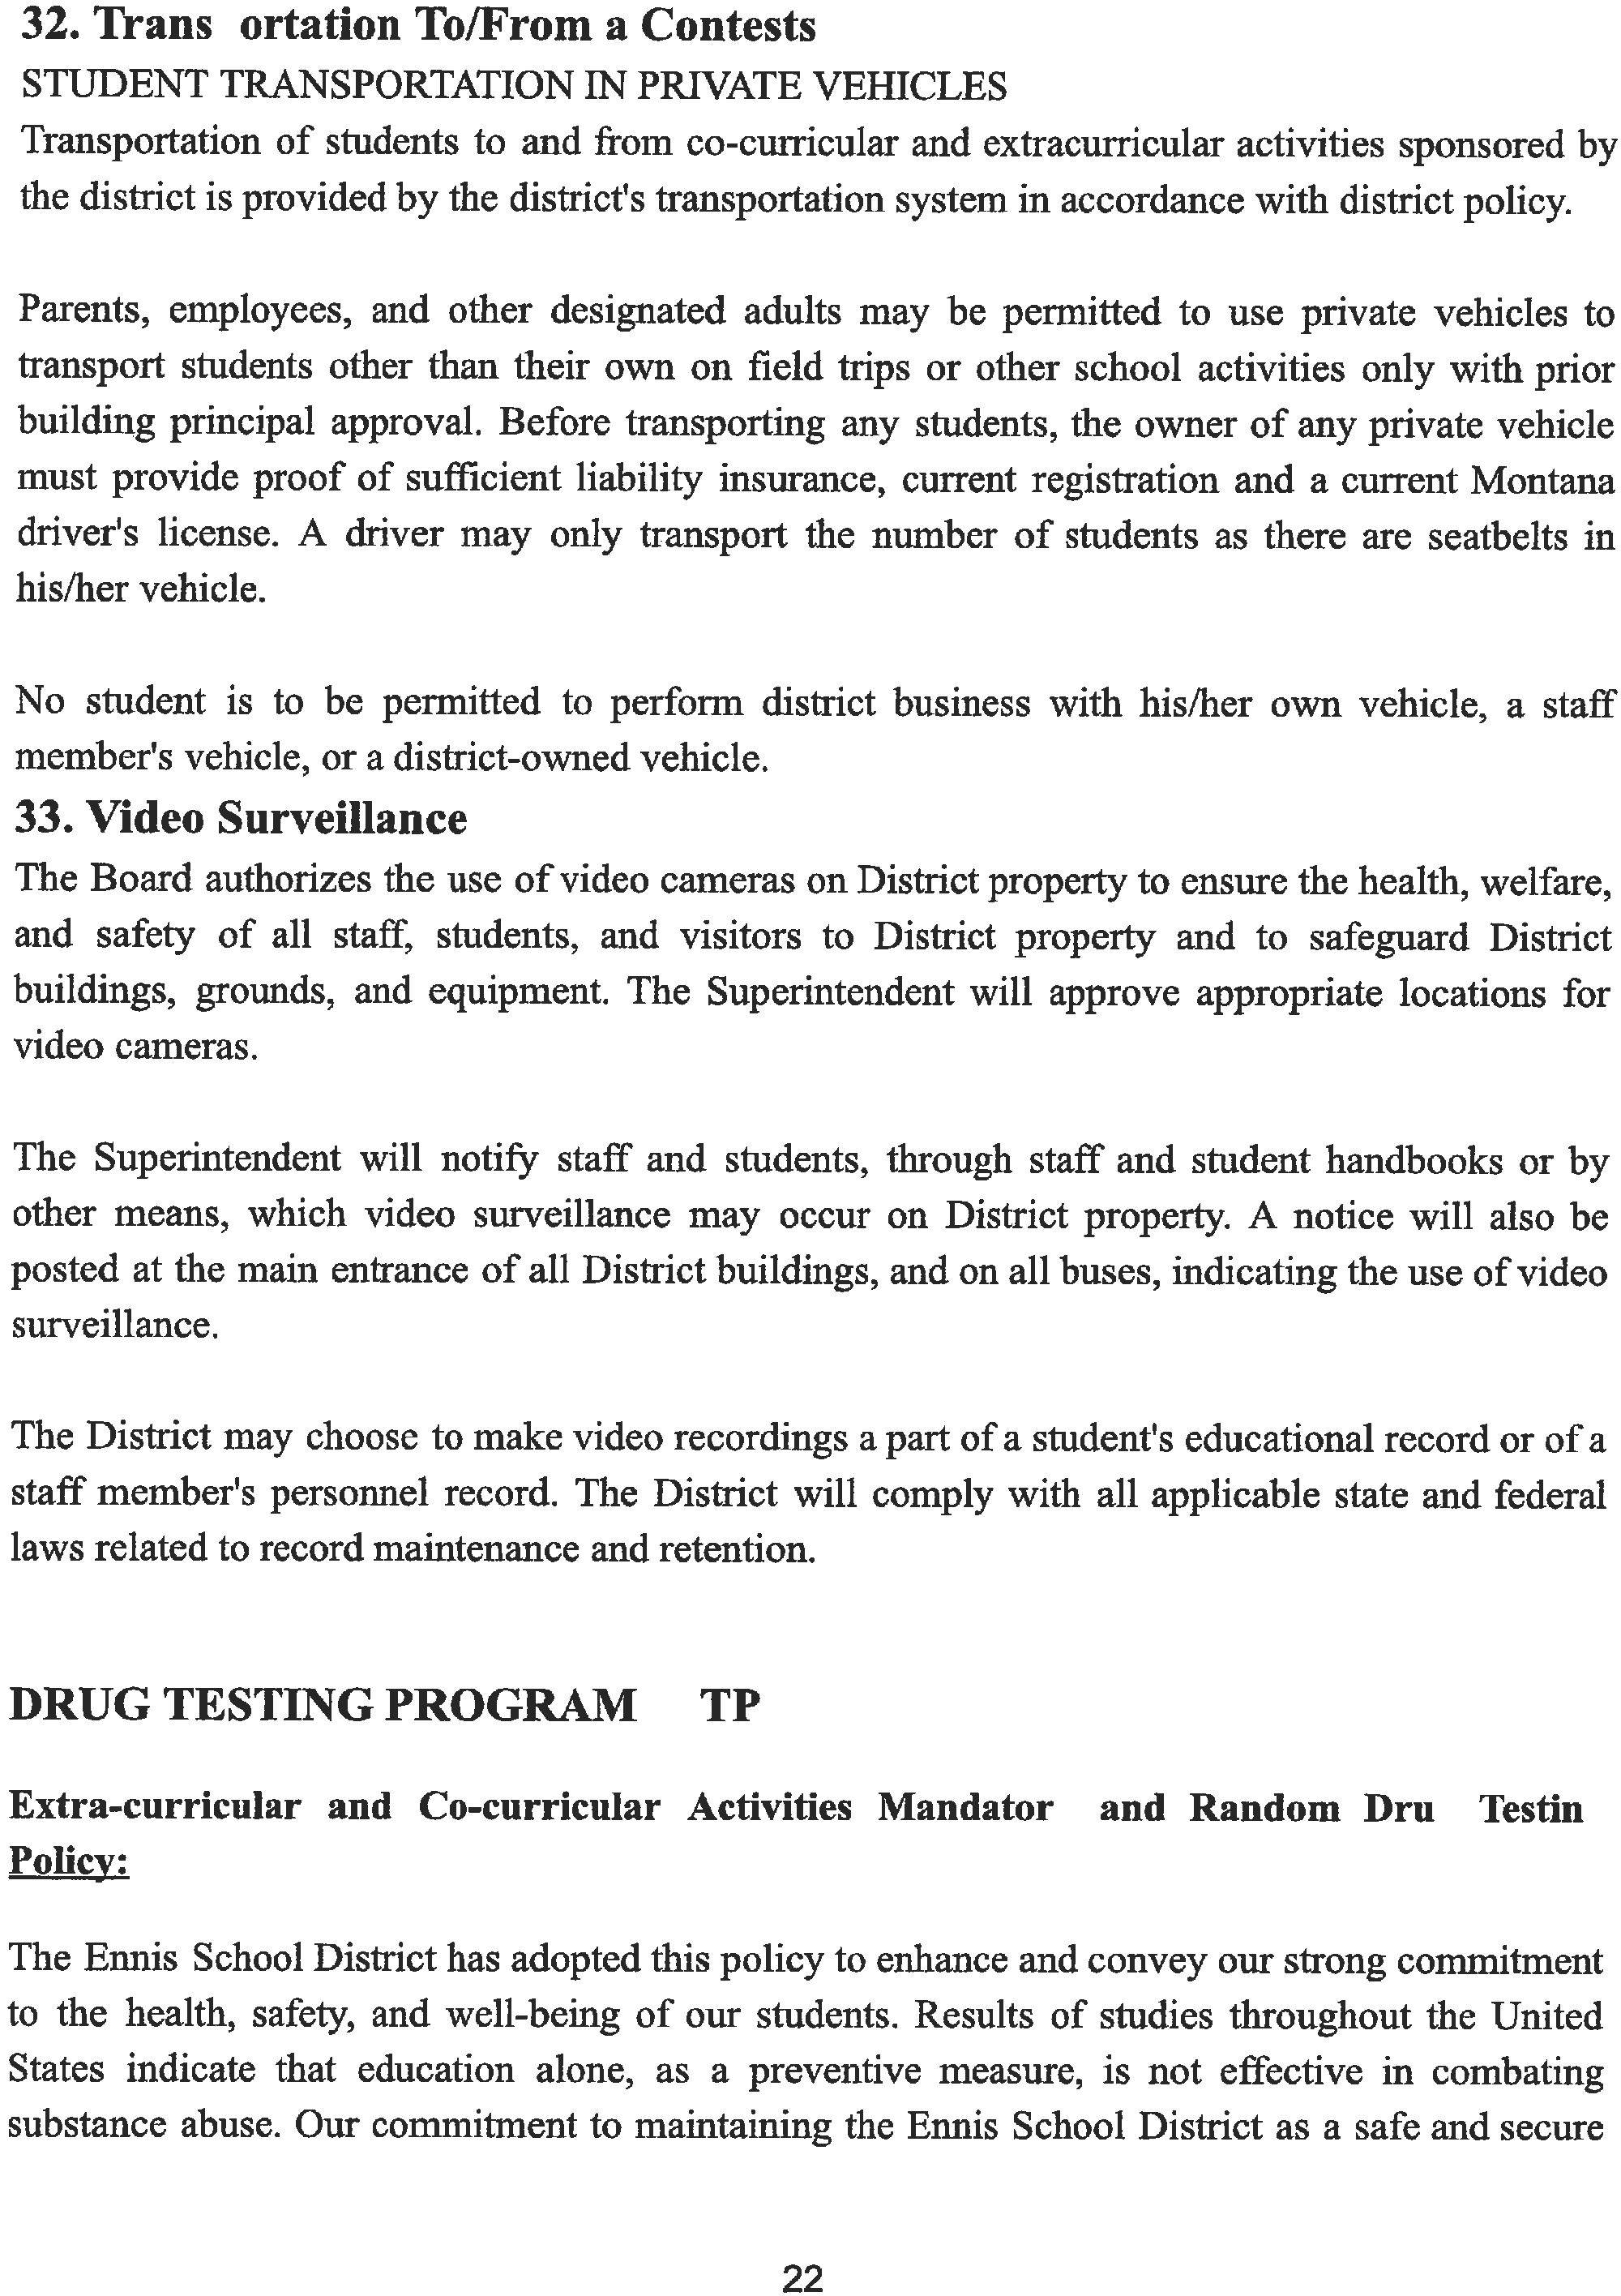 32. Trans ortation To/From a Contests
STUDENT TRANSPORTATION IN PRIVATE VEHICLES
Transportation of students to and from co-curricular and extracurricular activities sponsored by
the district is provided by the district's transportation system in accordance with district policy.
Parents, employees, and other designated adults may be permitted to use private vehicles to
transport students other than their own on field trips or other school activities only with prior
building principal approval. Before transporting any students, the owner of any private vehicle
must provide proof of sufficient liability insurance, current registration and a current Montana
driver's license. A driver may only transport the number of students as there are seatbelts in
his/her vehicle.
No student is to be permitted to perform district business with his/her own vehicle, a staff
member's vehicle, or a district-owned vehicle.
33. Video Surveillance
The Board authorizes the use of video cameras on District property to ensure the health, welfare,
and safety of all staff, students, and visitors to District property and to safeguard District
buildings, grounds, and equipment. The Superintendent will approve appropriate locations for
video cameras.
The Superintendent will notify staff and students, through staff and student handbooks or by
other means, which video surveillance may occur on District property. A notice will also be
posted at the main entrance of all District buildings, and on all buses, indicating the use of video
surveillance.
The District may choose to make video recordings a part of a student's educational record or of a
staff member's personnel record. The District will comply with all applicable state and federal
laws related to record maintenance and retention.
DRUG TESTING PROGRAM TP
Extra-curricular and Co-curricular Activities Mandator and Random Dru Testin
Policy:
The Ennis School District has adopted this policy to enhance and convey our strong commitment
to the health, safety, and well-being of our students. Results of studies throughout the United
States indicate that education alone, as a preventive measure, is not effective in combating
substance abuse. Our commitment to maintaining the Ennis School District as a safe and secure
22